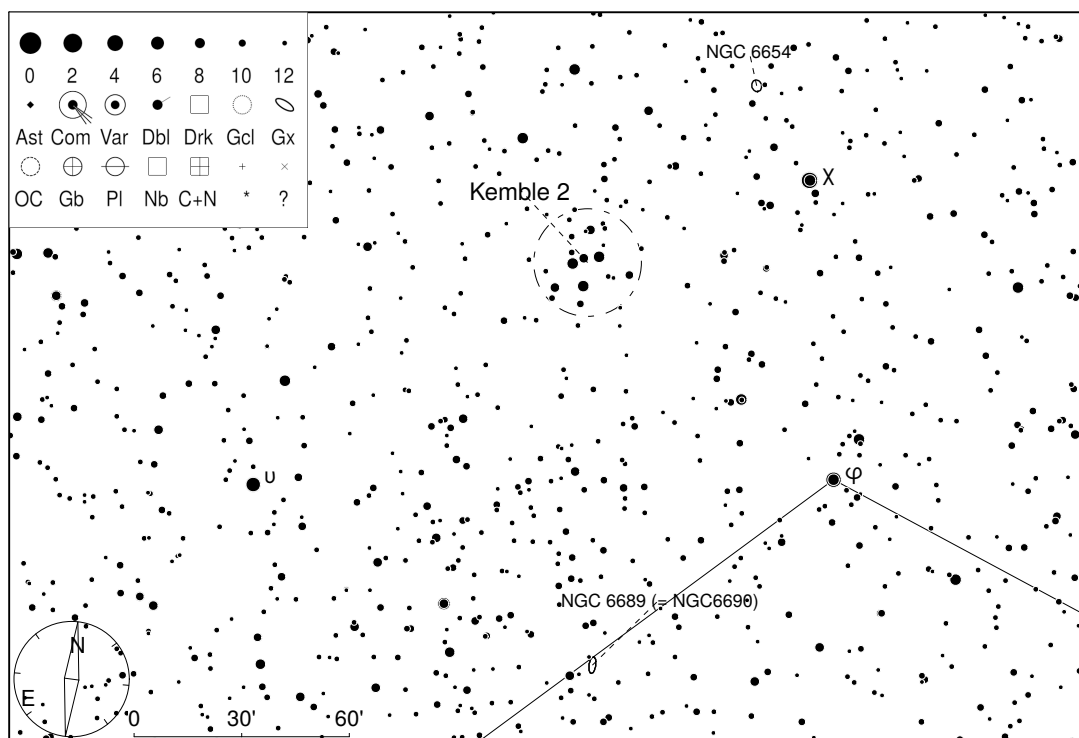 0 2 4 6 8 10 12
Ast Com Var Dbl Drk Gcl Gx
OC Gb Pl Nb C+N * ?
NGC 6654
χ
Kemble 2
υ
φ
NGC 6689 (= NGC6690)
N
E
0 30' 60'